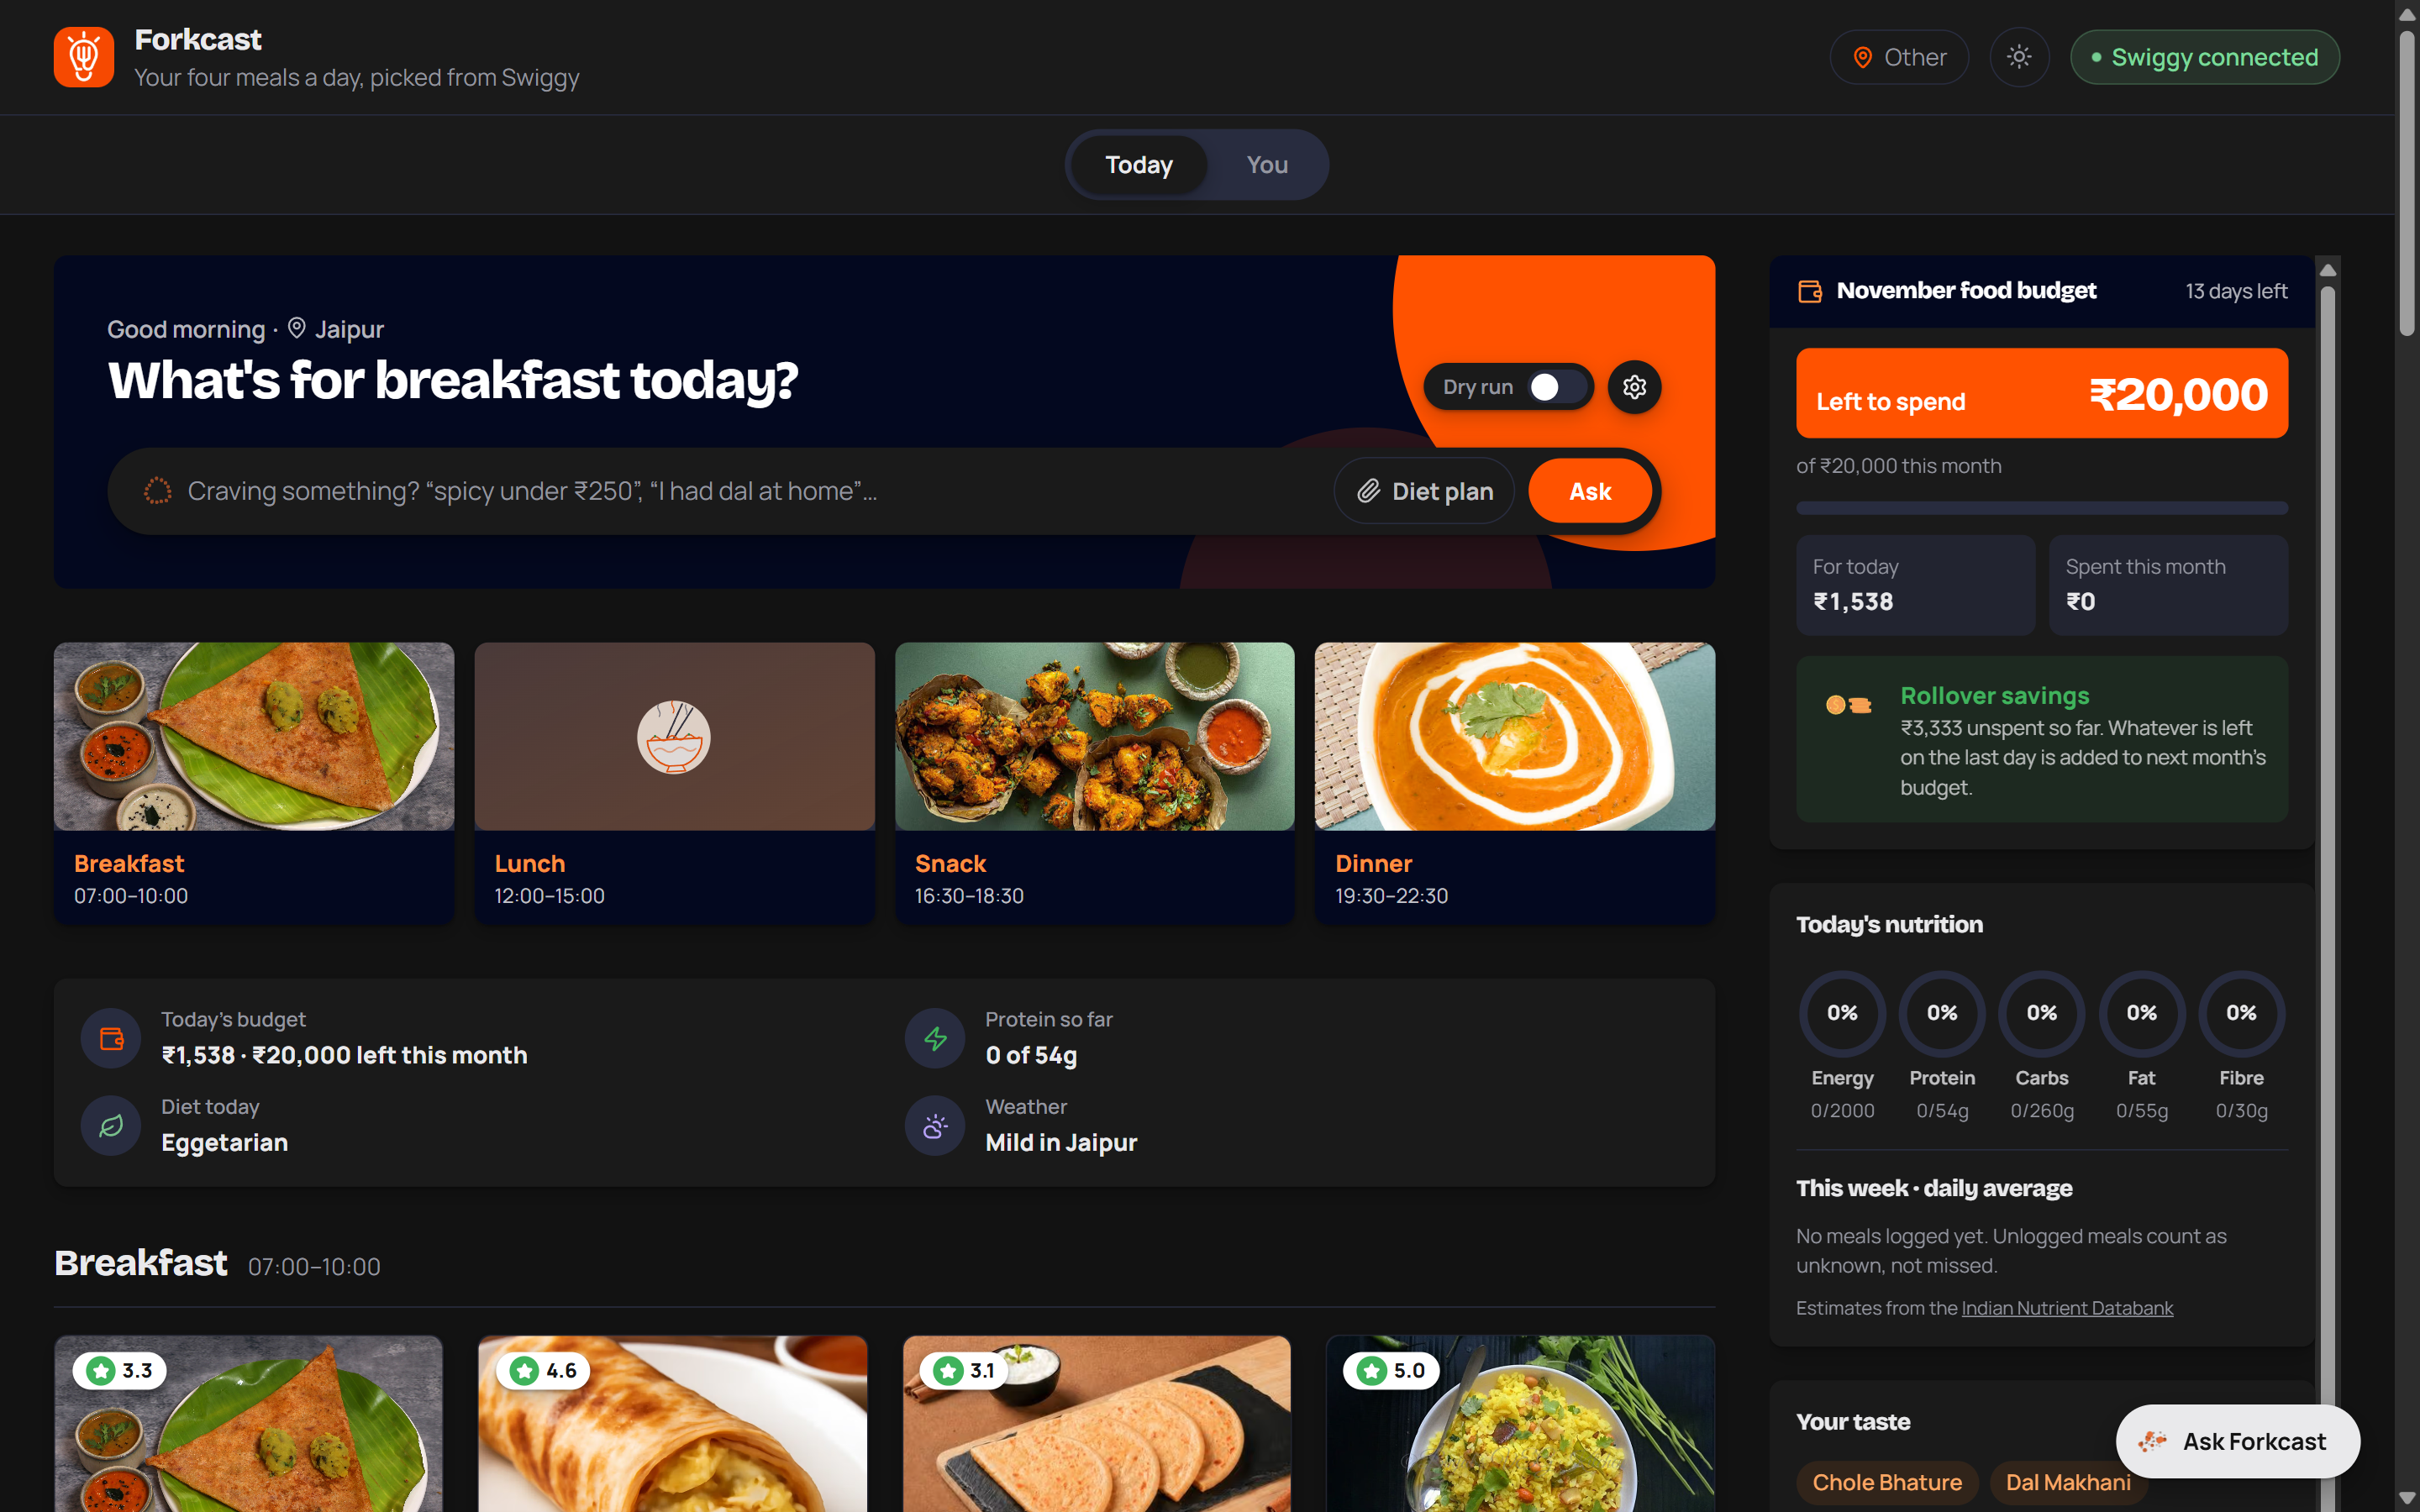 Forkcast
Your four meals a day, picked from Swiggy
Other
Swiggy connected
Today
You
Good morning · Jaipur
What's for breakfast today?
Dry run
Craving something? “spicy under ₹250”, “I had dal at home”...
Diet plan
Ask
Breakfast
07:00–10:00
Lunch
12:00–15:00
Snack
16:30–18:30
Dinner
19:30–22:30
Today's budget
₹1,538 · ₹20,000 left this month
Protein so far
0 of 54g
Diet today
Eggetarian
Weather
Mild in Jaipur
Breakfast 07:00–10:00
3.3
4.6
3.1
5.0
November food budget
13 days left
Left to spend
₹20,000
of ₹20,000 this month
For today
₹1,538
Spent this month
₹0
Rollover savings
₹3,333 unspent so far. Whatever is left
on the last day is added to next month's
budget.
Today's nutrition
0% 0% 0% 0% 0%
Energy Protein Carbs Fat Fibre
0/2000 0/54g 0/260g 0/55g 0/30g
This week · daily average
No meals logged yet. Unlogged meals count as
unknown, not missed.
Estimates from the Indian Nutrient Databank
Your taste
Chole Bhature
Dal Makhani
Ask Forkcast